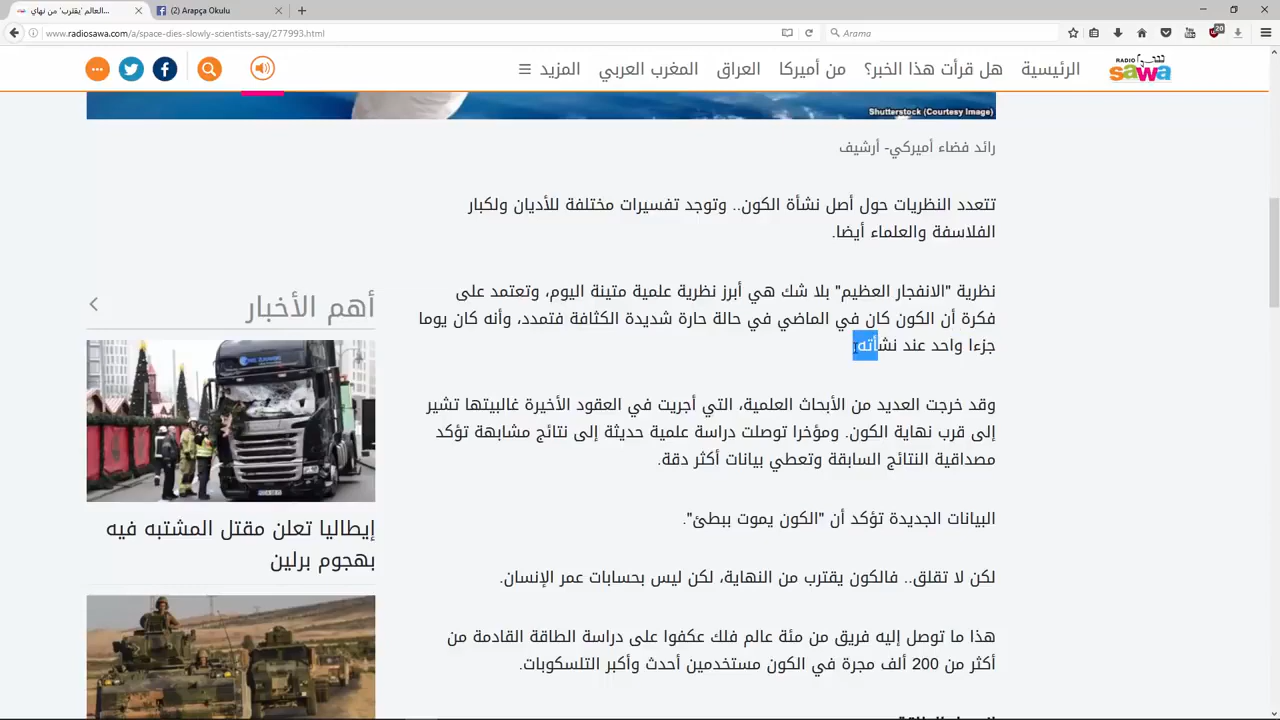 ...العالم 'يقترب' من نهاي
(2) Arapça Okulu
www.radiosawa.com/a/space-dies-slowly-scientists-say/277993.html
Arama
20
RADIO sawa سوا
الرئيسية
هل قرأت هذا الخبر؟
من أميركا
العراق
المغرب العربي
المزيد
Shutterstock (Courtesy Image)
رائد فضاء أميركي- أرشيف
تتعدد النظريات حول أصل نشأة الكون.. وتوجد تفسيرات مختلفة للأديان ولكبار
الفلاسفة والعلماء أيضا.
نظرية "الانفجار العظيم" بلا شك هي أبرز نظرية علمية متينة اليوم، وتعتمد على
فكرة أن الكون كان في الماضي في حالة حارة شديدة الكثافة فتمدد، وأنه كان يوما
جزءا واحد عند نشأته.
وقد خرجت العديد من الأبحاث العلمية، التي أجريت في العقود الأخيرة غالبيتها تشير
إلى قرب نهاية الكون. ومؤخرا توصلت دراسة علمية حديثة إلى نتائج مشابهة تؤكد
مصداقية النتائج السابقة وتعطي بيانات أكثر دقة.
البيانات الجديدة تؤكد أن "الكون يموت ببطئ".
لكن لا تقلق.. فالكون يقترب من النهاية، لكن ليس بحسابات عمر الإنسان.
هذا ما توصل إليه فريق من مئة عالم فلك عكفوا على دراسة الطاقة القادمة من
أكثر من 200 ألف مجرة في الكون مستخدمين أحدث وأكبر التلسكوبات.
أهم الأخبار
إيطاليا تعلن مقتل المشتبه فيه
بهجوم برلين